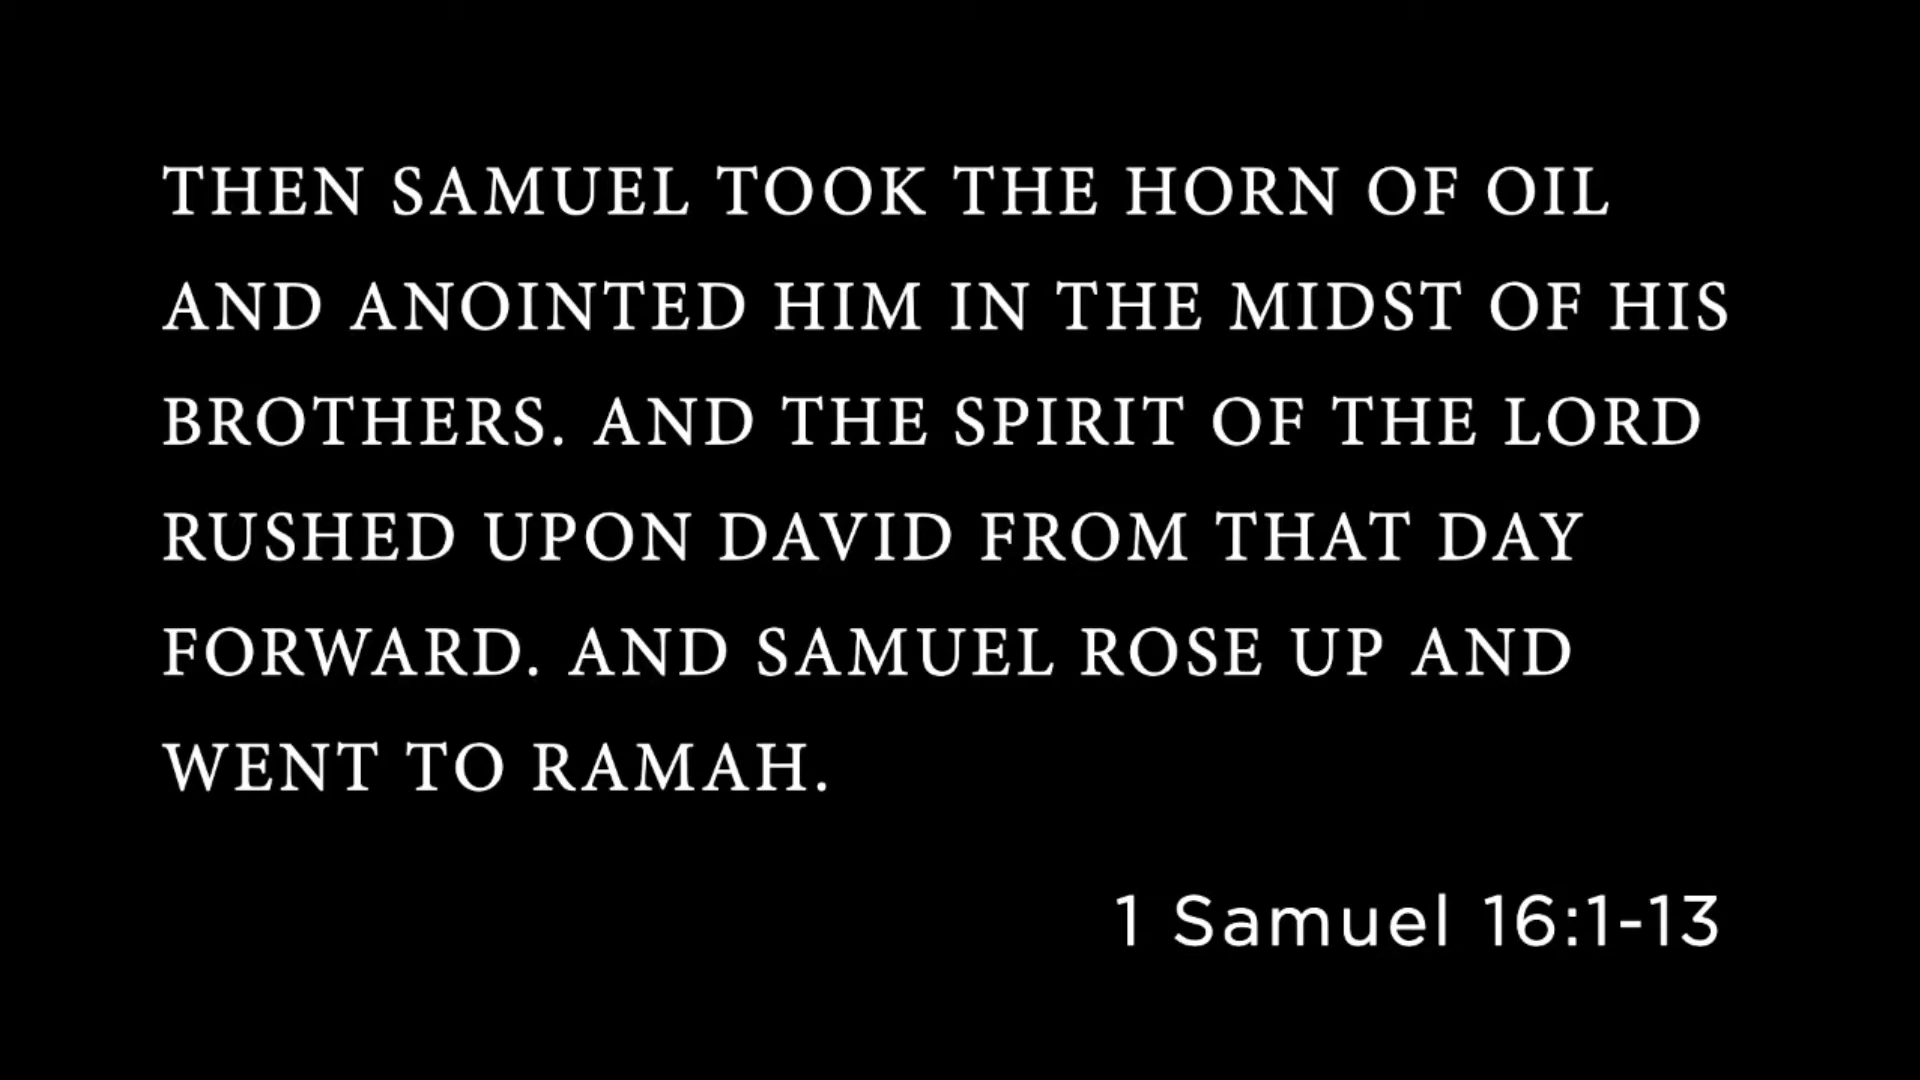 THEN SAMUEL TOOK THE HORN OF OIL
AND ANOINTED HIM IN THE MIDST OF HIS
BROTHERS. AND THE SPIRIT OF THE LORD
RUSHED UPON DAVID FROM THAT DAY
FORWARD. AND SAMUEL ROSE UP AND
WENT TO RAMAH.
1 Samuel 16:1-13